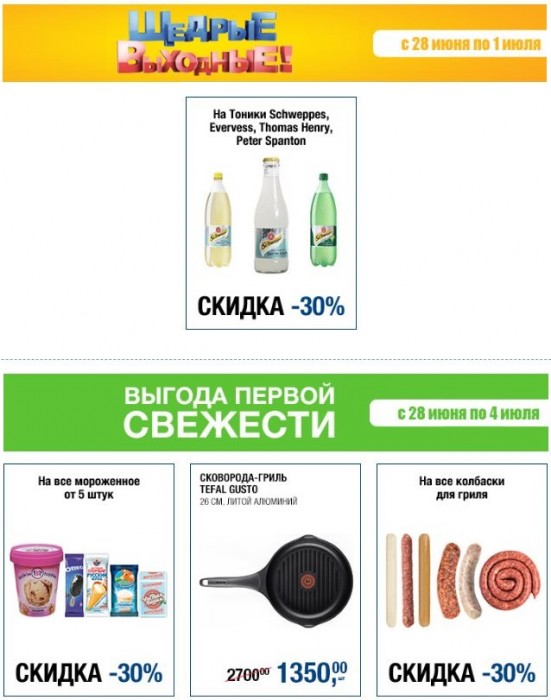 ЩЕДРЫЕ
ВЫХОДНЫЕ!
с 28 июня по 1 июля
На Тоники Schweppes,
Evervess, Thomas Henry,
Peter Spanton
СКИДКА -30%
ВЫГОДА ПЕРВОЙ
СВЕЖЕСТИ
с 28 июня по 4 июля
На все мороженное
от 5 штук
СКИДКА -30%
СКОВОРОДА-ГРИЛЬ
TEFAL GUSTO
26 СМ, ЛИТОЙ АЛЮМИНИЙ
2700⁰⁰ 1350,⁰⁰
На все колбаски
для гриля
СКИДКА -30%